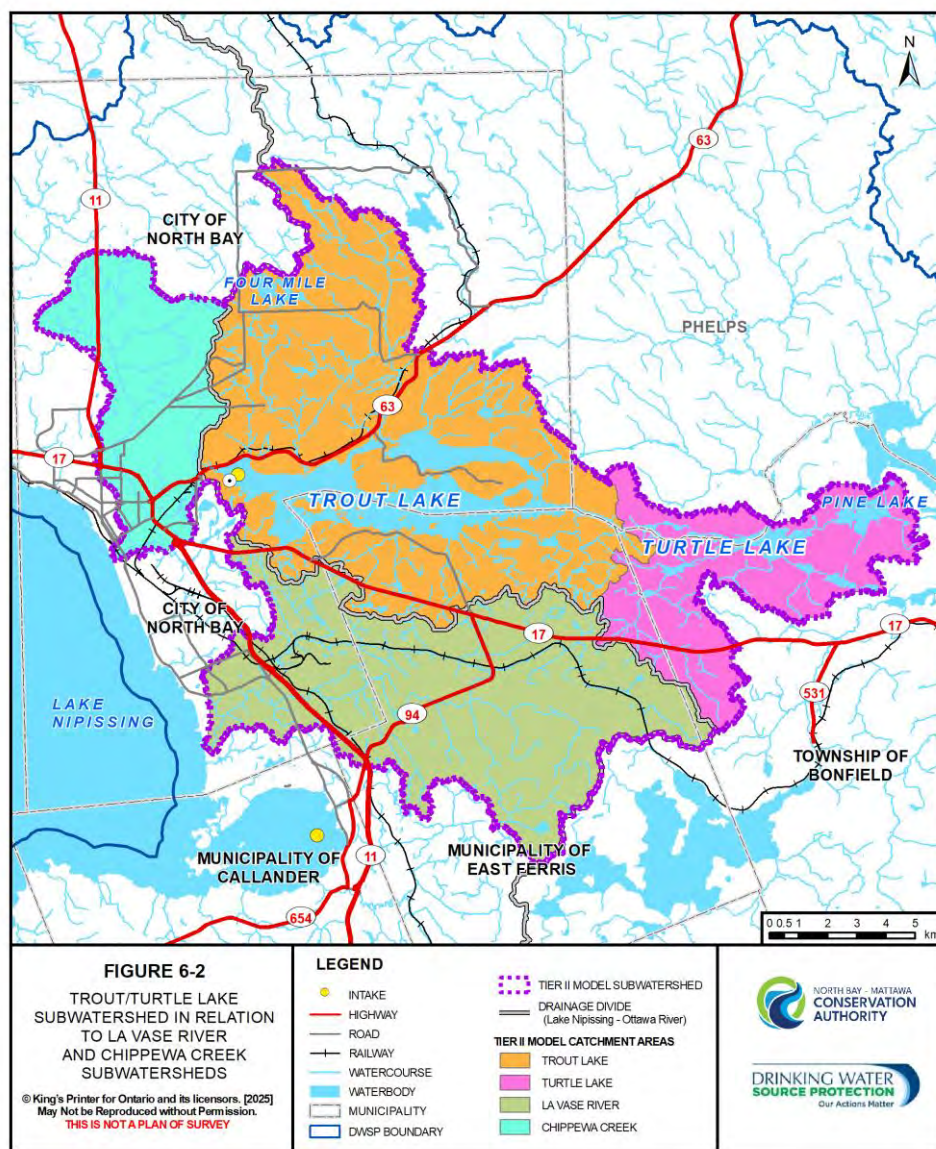 N
63
11
CITY OF
NORTH BAY
FOUR MILE
LAKE
PHELPS
63
17
TROUT LAKE
PINE LAKE
TURTLE LAKE
CITY OF
NORTH BAY
17
17
LAKE
NIPISSING
94
531
TOWNSHIP OF
BONFIELD
MUNICIPALITY OF
CALLANDER
11
MUNICIPALITY OF
EAST FERRIS
654
0 0.5 1 2 3 4 5
km
FIGURE 6-2
TROUT/TURTLE LAKE
SUBWATERSHED IN RELATION
TO LA VASE RIVER
AND CHIPPEWA CREEK
SUBWATERSHEDS
© King's Printer for Ontario and its licensors. [2025]
May Not be Reproduced without Permission.
THIS IS NOT A PLAN OF SURVEY
LEGEND
INTAKE
HIGHWAY
ROAD
RAILWAY
WATERCOURSE
WATERBODY
MUNICIPALITY
DWSP BOUNDARY
TIER II MODEL SUBWATERSHED
DRAINAGE DIVIDE
(Lake Nipissing - Ottawa River)
TIER II MODEL CATCHMENT AREAS
TROUT LAKE
TURTLE LAKE
LA VASE RIVER
CHIPPEWA CREEK
NORTH BAY - MATTAWA
CONSERVATION
AUTHORITY
DRINKING WATER
SOURCE PROTECTION
Our Actions Matter